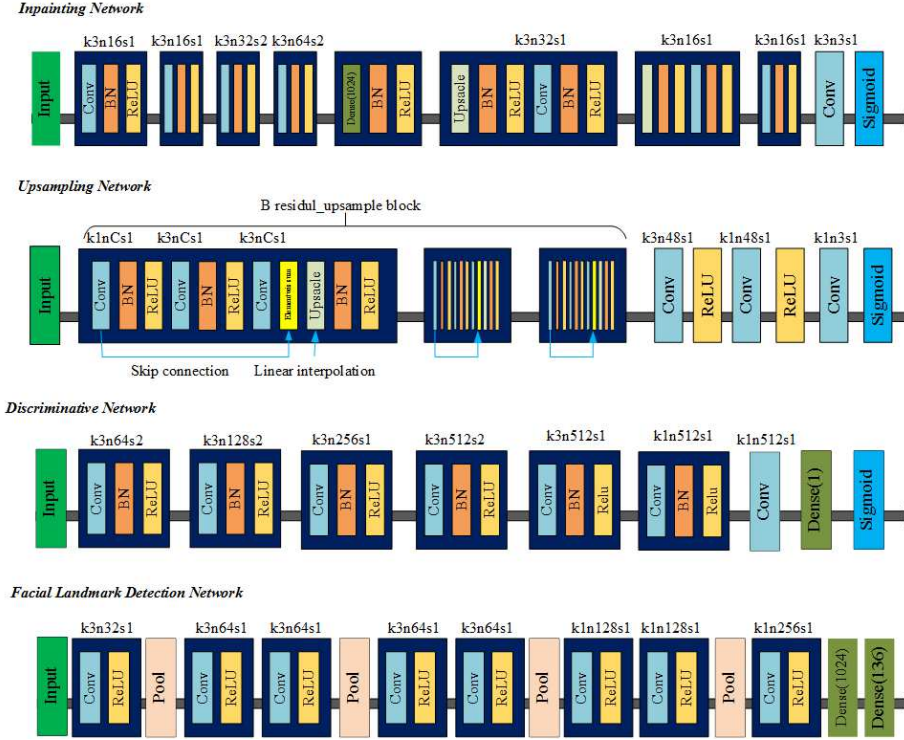 Inpainting Network
k3n16s1 k3n16s1 k3n32s2 k3n64s2 k3n32s1 k3n16s1 k3n16s1 k3n3s1
Input Conv BN ReLU Dense(1024) BN ReLU Upsacle BN ReLU Conv BN ReLU Conv Sigmoid
Upsampling Network
B residul_upsample block
k1nCs1 k3nCs1 k3nCs1 k3n48s1 k1n48s1 k1n3s1
Input Conv BN ReLU Conv BN ReLU Conv Elementwis sum Upsacle BN ReLU Conv ReLU Conv ReLU Conv Sigmoid
Skip connection Linear interpolation
Discriminative Network
k3n64s2 k3n128s2 k3n256s1 k3n512s2 k3n512s1 k1n512s1 k1n512s1
Input Conv BN ReLU Conv BN ReLU Conv BN ReLU Conv BN ReLU Conv BN Relu Conv BN Relu Conv Dense(1) Sigmoid
Facial Landmark Detection Network
k3n32s1 k3n64s1 k3n64s1 k3n64s1 k3n64s1 k1n128s1 k1n128s1 k1n256s1
Input Conv ReLU Pool Conv ReLU Conv ReLU Pool Conv ReLU Conv ReLU Pool Conv ReLU Conv ReLU Pool Conv ReLU Dense(1024) Dense(136)